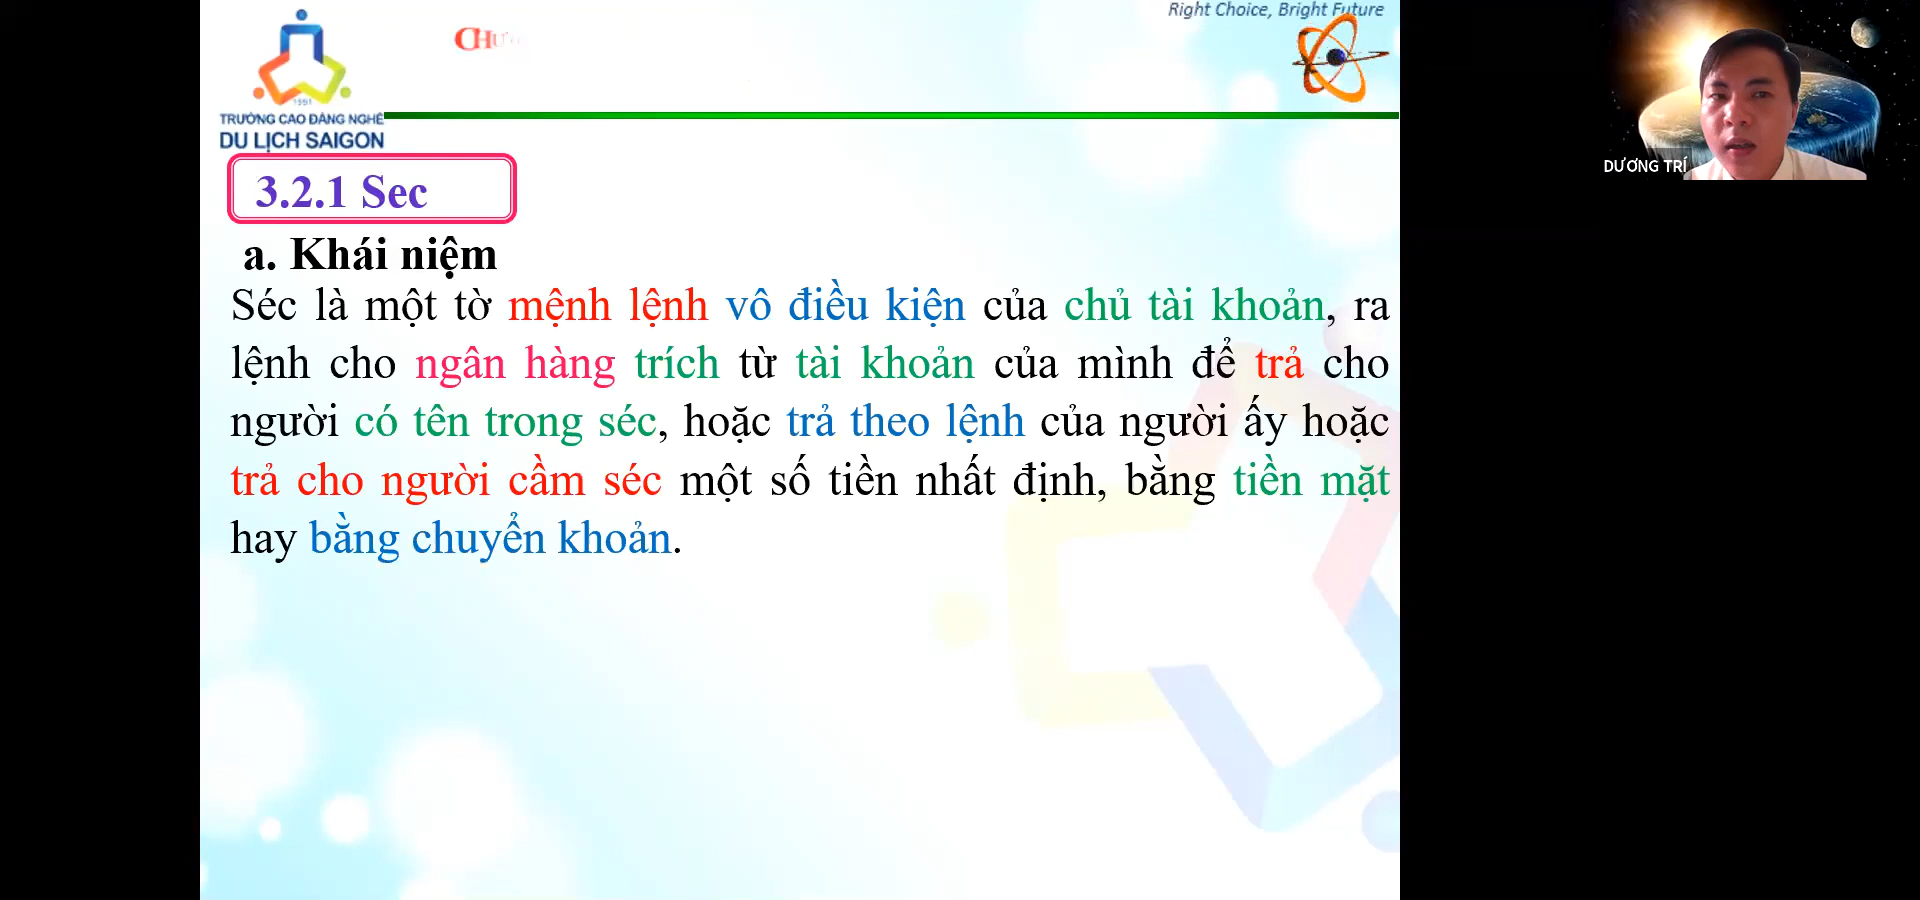 Right Choice, Bright Future
1991
TRƯỜNG CAO ĐẲNG NGHỀ
DU LỊCH SAIGON
DƯƠNG TRÍ
3.2.1 Sec
a. Khái niệm
Séc là một tờ mệnh lệnh vô điều kiện của chủ tài khoản, ra
lệnh cho ngân hàng trích từ tài khoản của mình để trả cho
người có tên trong séc, hoặc trả theo lệnh của người ấy hoặc
trả cho người cầm séc một số tiền nhất định, bằng tiền mặt
hay bằng chuyển khoản.